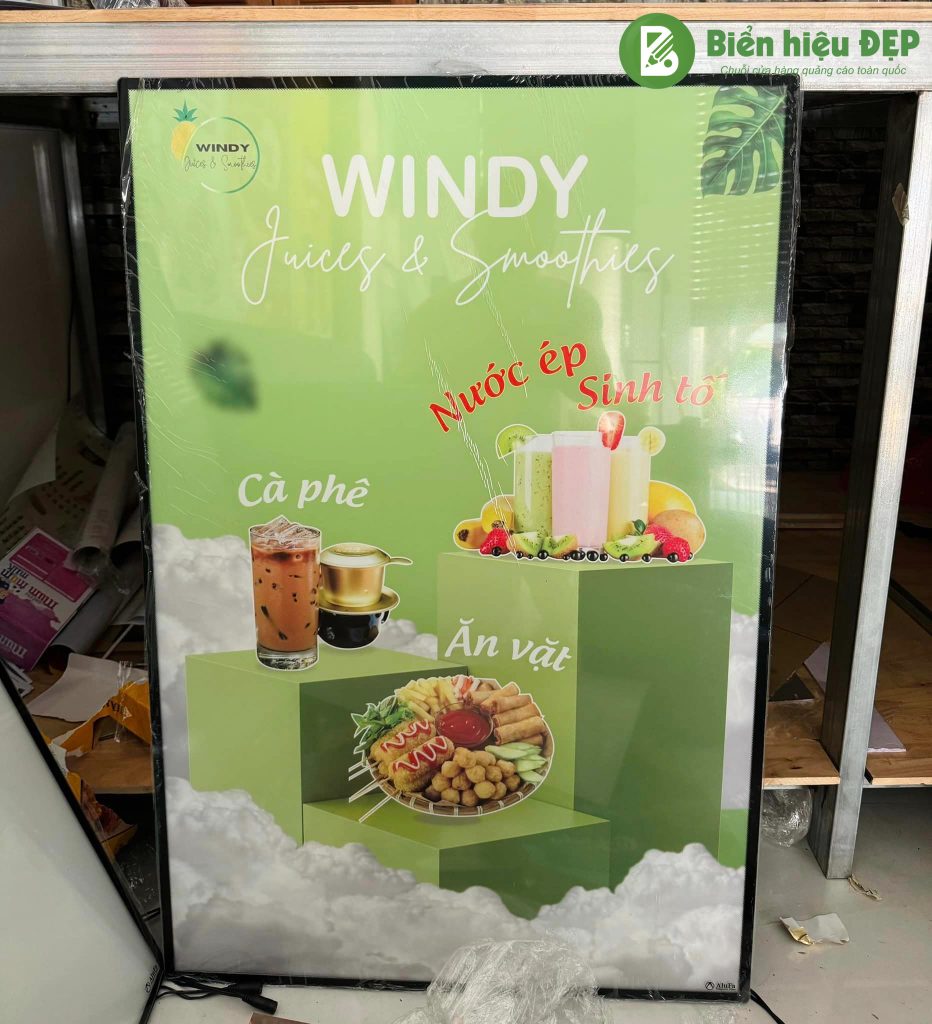 Biển hiệu ĐẸP
Chuỗi cửa hàng quảng cáo toàn quốc
WINDY
Juices & Smoothies
WINDY
Juices & Smoothies
Nước ép
Sinh tố
Cà phê
Ăn vặt